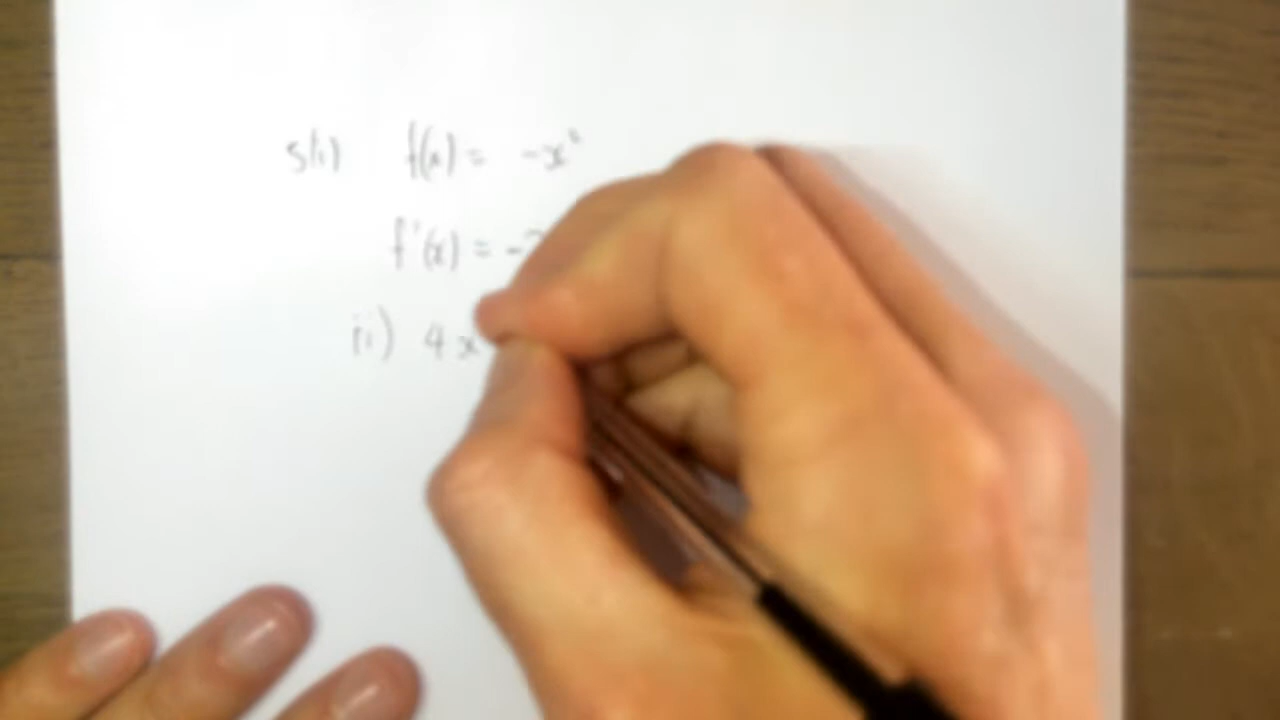 5(i) f(x) = -x²
f'(x) = -2
ii) 4x